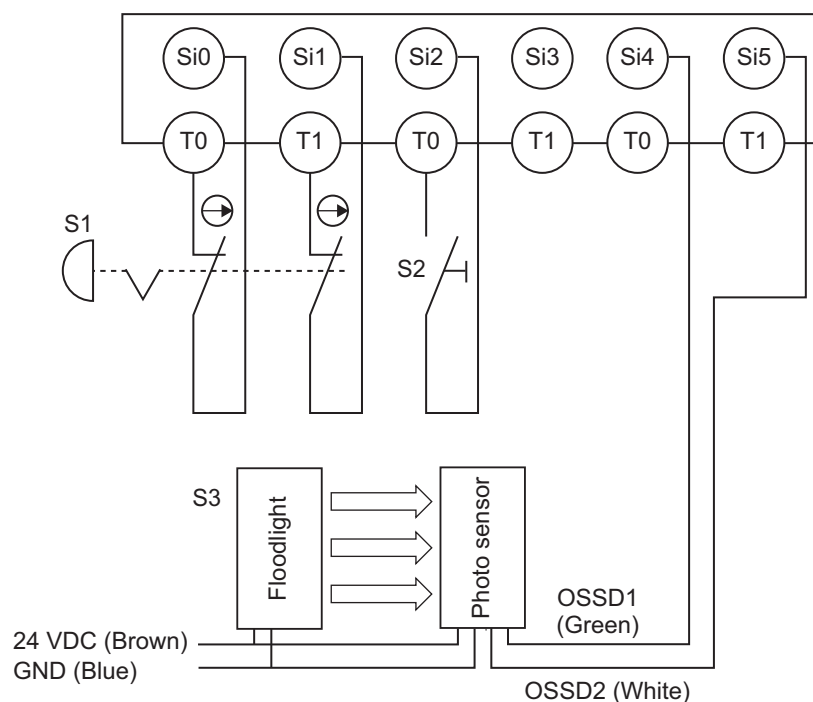 Si0 Si1 Si2 Si3 Si4 Si5
T0 T1 T0 T1 T0 T1
S1
S2
S3
Floodlight
Photo sensor
OSSD1
(Green)
24 VDC (Brown)
GND (Blue)
OSSD2 (White)